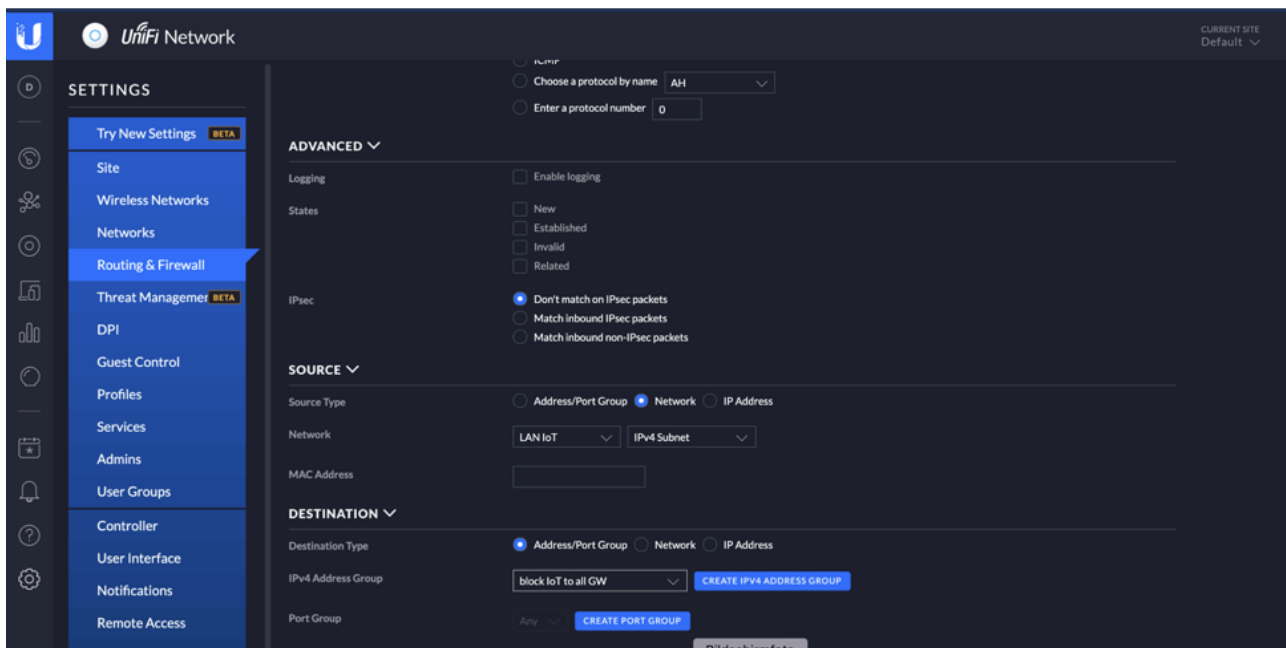 UniFi Network
CURRENT SITE
Default
D
SETTINGS
Try New Settings BETA
Site
Wireless Networks
Networks
Routing & Firewall
Threat Managemer BETA
DPI
Guest Control
Profiles
Services
Admins
User Groups
Controller
User Interface
Notifications
Remote Access
ICMP
Choose a protocol by name AH
Enter a protocol number 0
ADVANCED
Logging Enable logging
States New
Established
Invalid
Related
IPsec Don't match on IPsec packets
Match inbound IPsec packets
Match inbound non-IPsec packets
SOURCE
Source Type Address/Port Group Network IP Address
Network LAN IoT IPv4 Subnet
MAC Address
DESTINATION
Destination Type Address/Port Group Network IP Address
IPv4 Address Group block IoT to all GW CREATE IPV4 ADDRESS GROUP
Port Group Any CREATE PORT GROUP
Bildschirmfoto